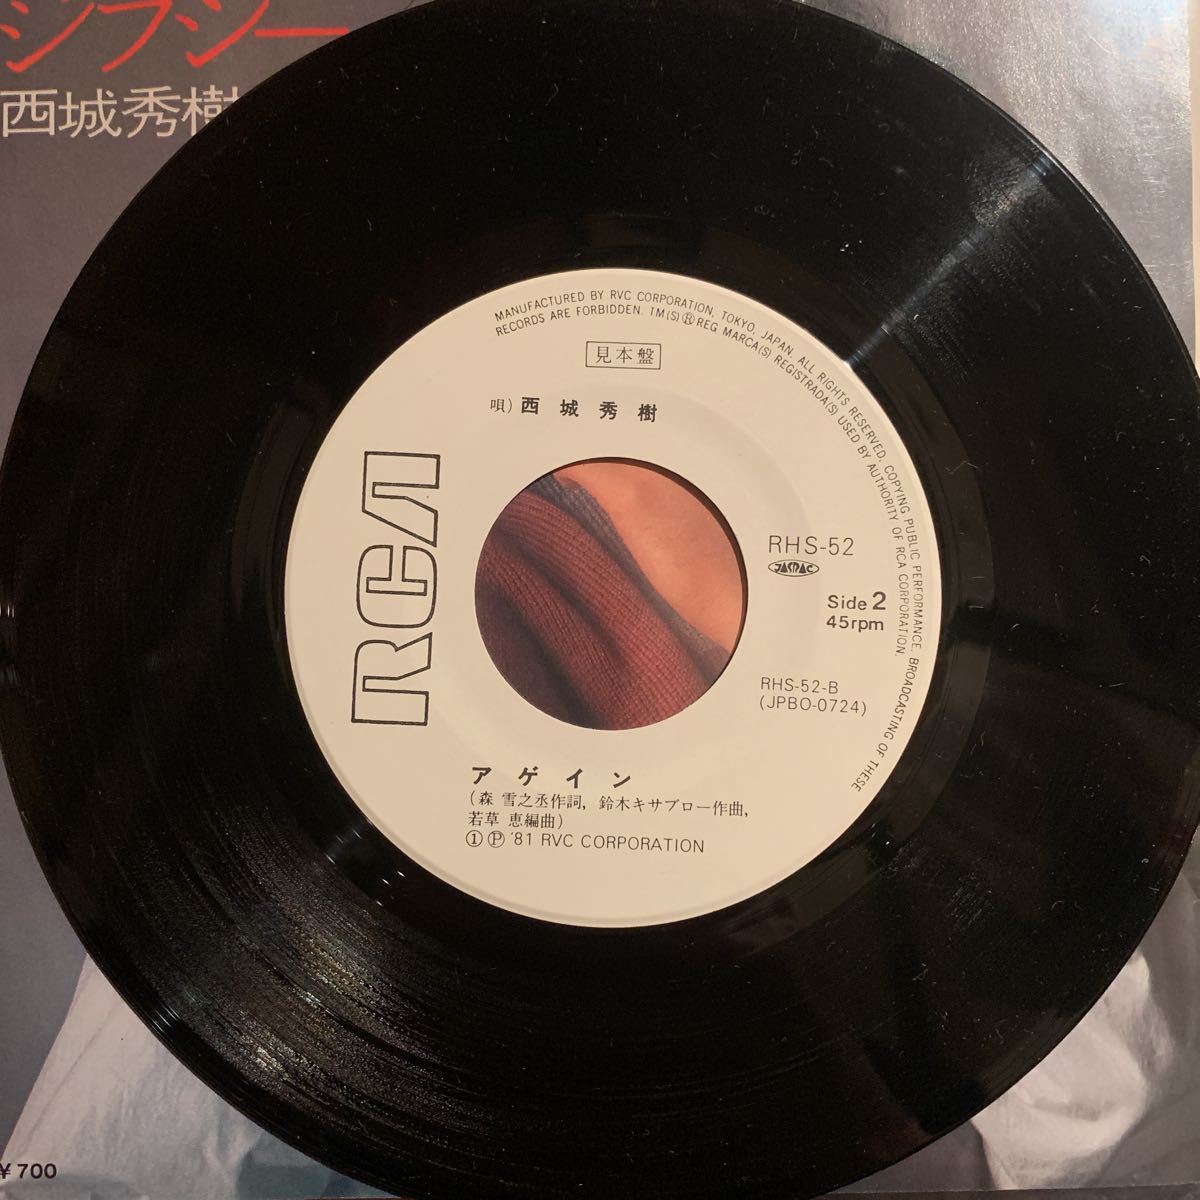 ジプシー
西城秀樹
MANUFACTURED BY RVC CORPORATION, TOKYO, JAPAN. ALL RIGHTS RESERVED. COPYING PUBLIC PERFORMANCE, BROADCASTING OF THESE
RECORDS ARE FORBIDDEN. TM(S)ⓇREG MARCA(S) REGISTRADA(S) USED BY AUTHORITY OF RCA CORPORATION.
見本盤
唄）西城秀樹
RCA
RHS-52
JASRAC
Side 2
45rpm
RHS-52-B
(JPBO-0724)
アゲイン
（森 雪之丞作詞, 鈴木キサブロー作曲,
若草 恵編曲）
①Ⓟ '81 RVC CORPORATION
¥700